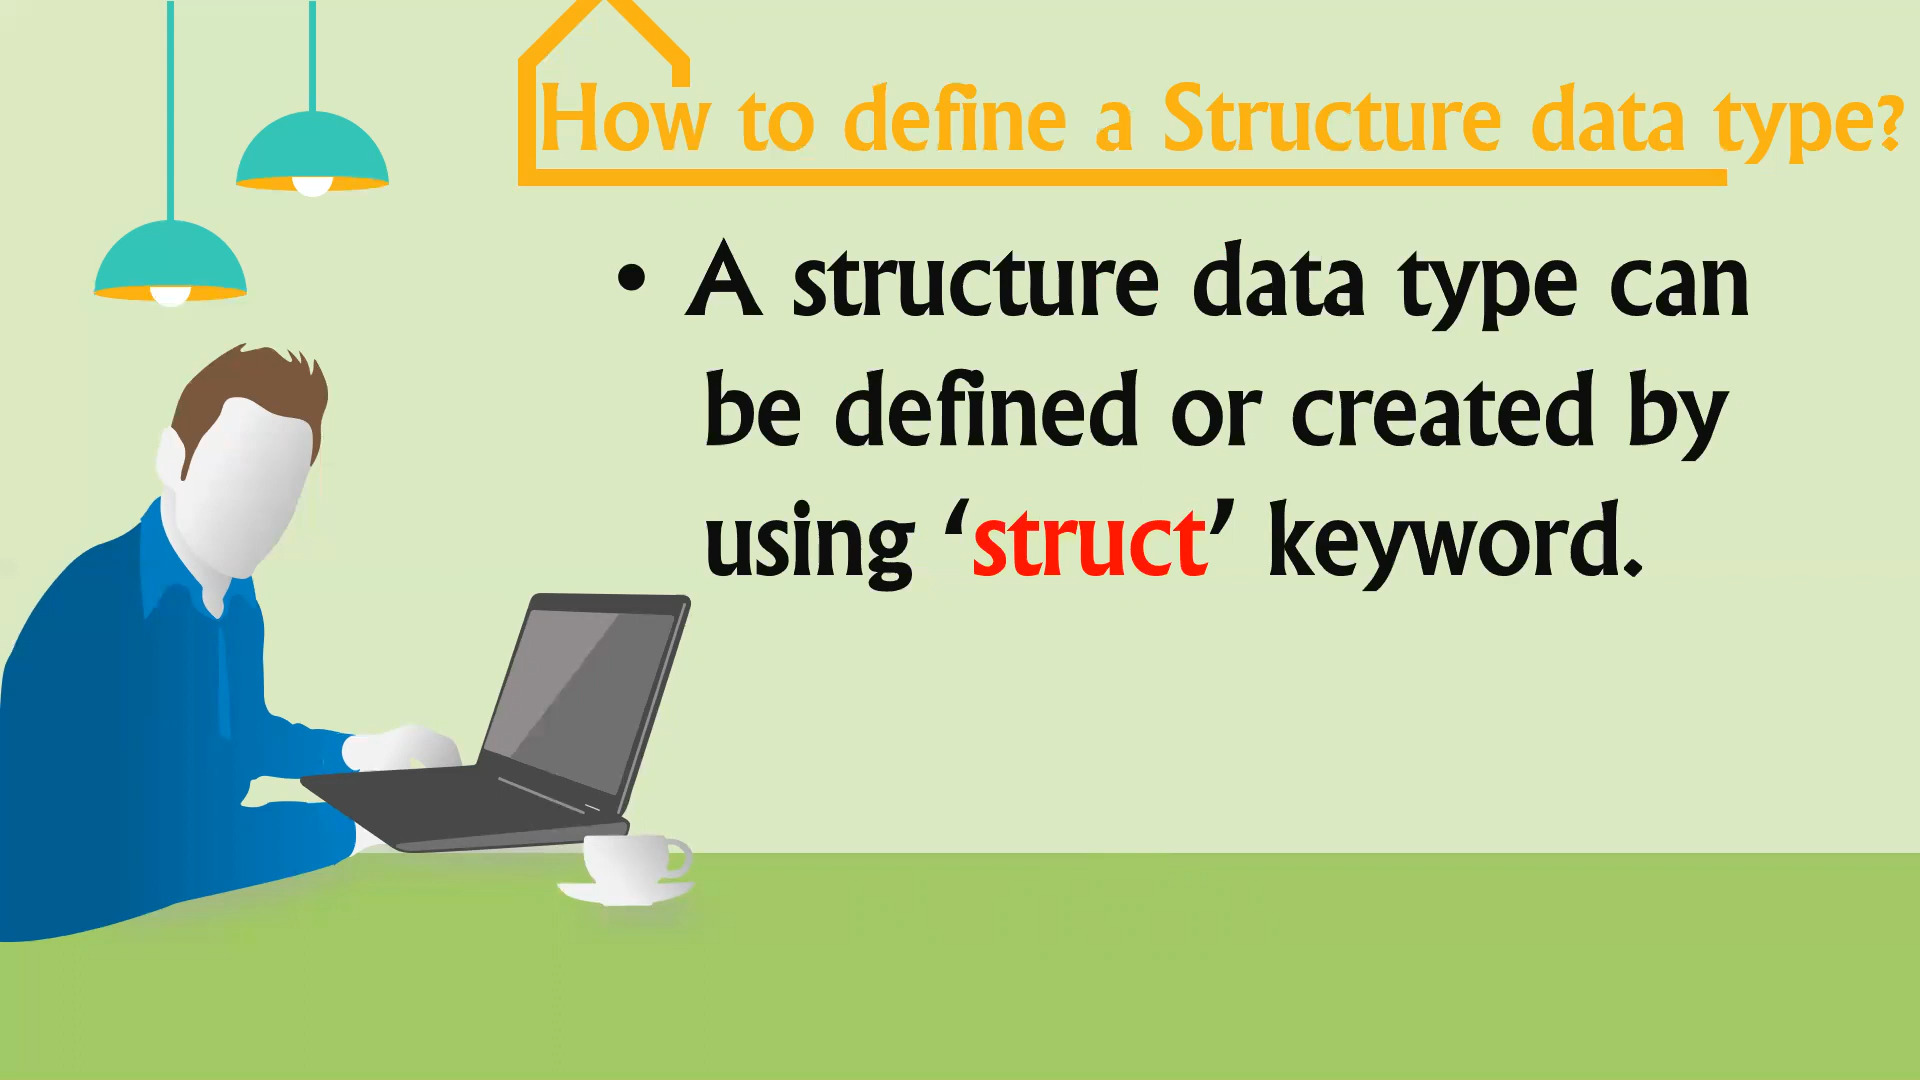 How to define a Structure data type?
• A structure data type can
be defined or created by
using ‘struct’ keyword.